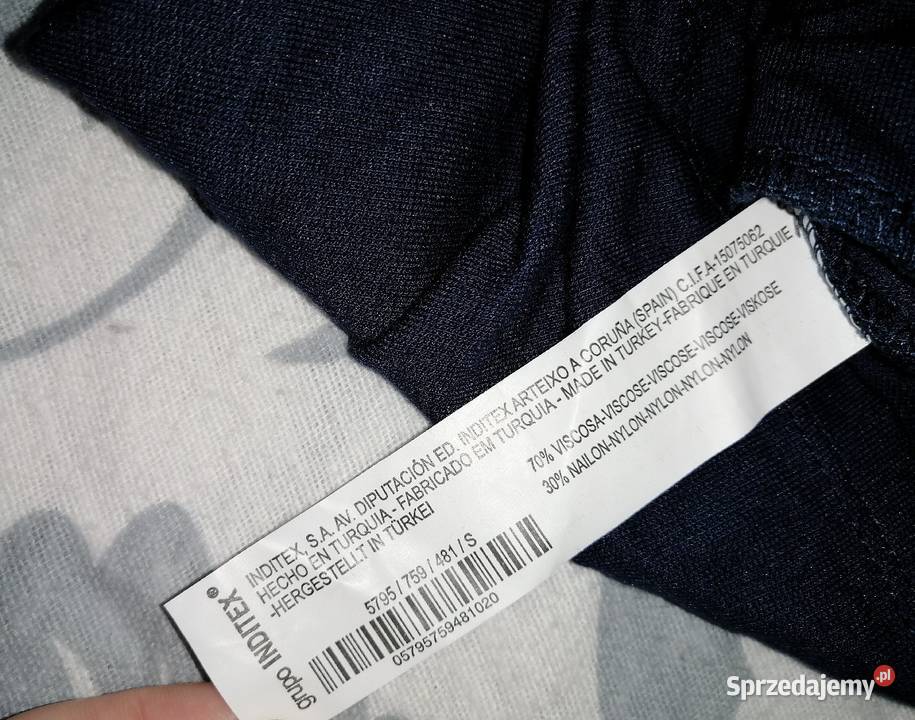 INDITEX, S.A. AV. DIPUTACIÓN ED. INDITEX ARTEIXO A CORUÑA (SPAIN) C.I.F.A-15075062
HECHO EN TURQUIA - FABRICADO EM TURQUIA - MADE IN TURKEY-FABRIQUE EN TURQUIE
-HERGESTELLT IN TÜRKEI
70% VISCOSA-VISCOSE-VISCOSE-VISCOSE-VISKOSE
30% NAILON-NYLON-NYLON-NYLON-NYLON
5795 / 759 / 481 / S
05795759481020
grupo INDITEX®
Sprzedajemy.pl